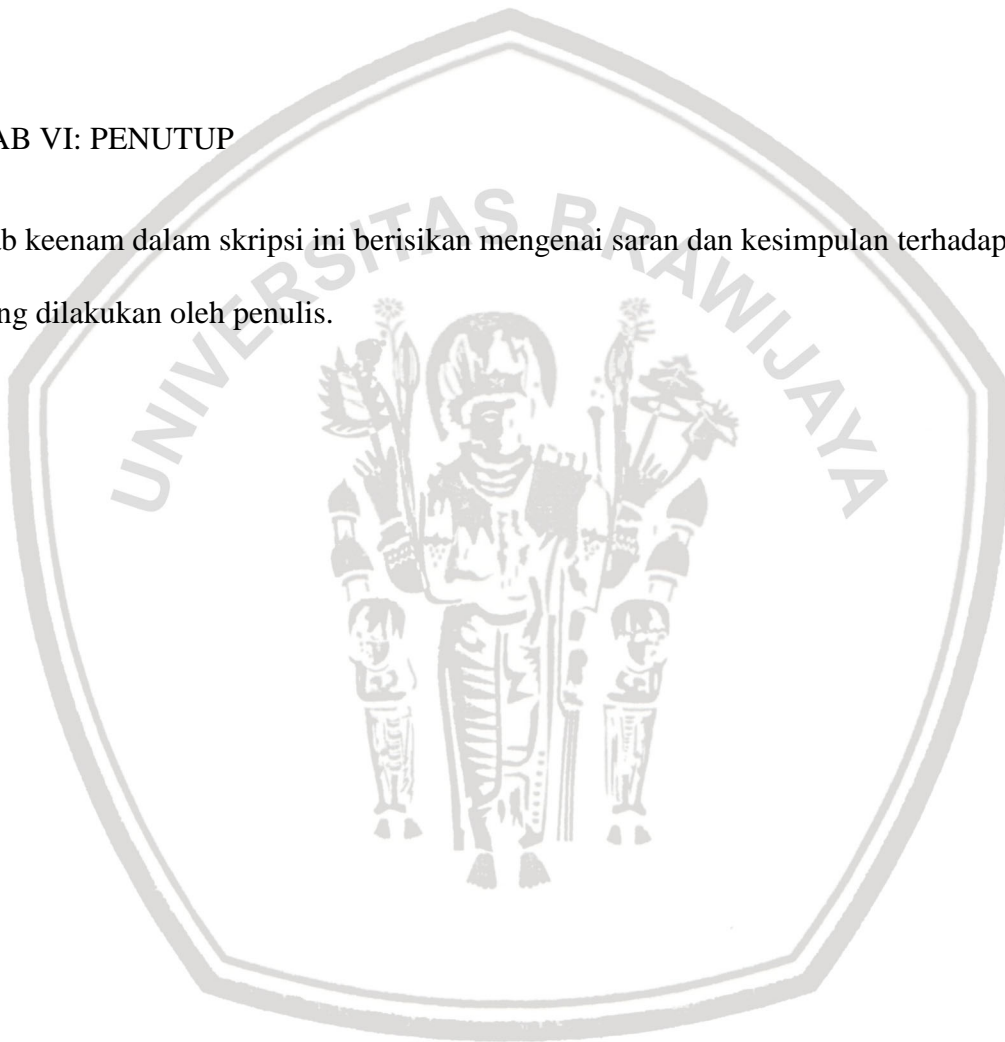 AB VI: PENUTUP
UNIVERSITAS BRAWIJAYA
ab keenam dalam skripsi ini berisikan mengenai saran dan kesimpulan terhadap
ng dilakukan oleh penulis.